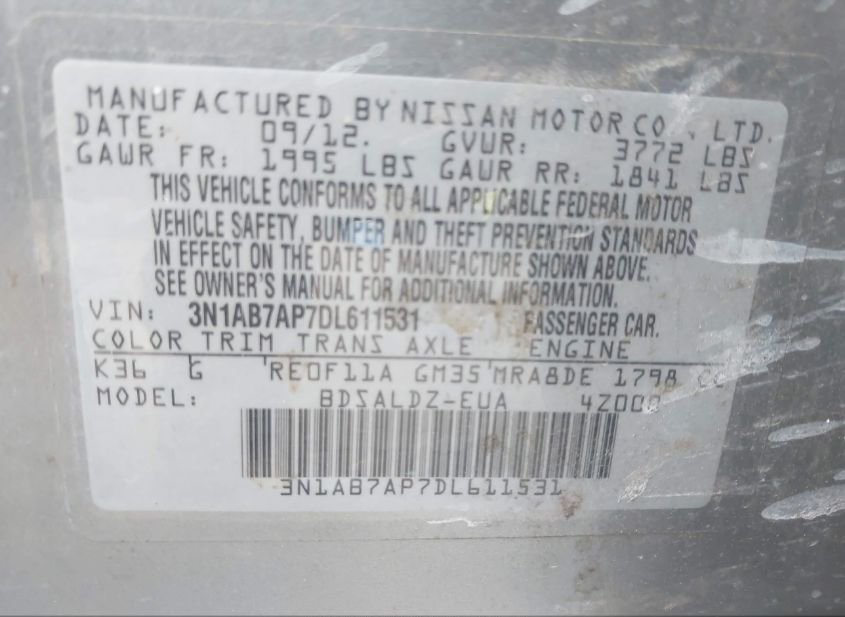 MANUFACTURED BY NISSAN MOTOR CO., LTD.
DATE: 09/12. GVWR: 3772 LBS
GAWR FR: 1995 LBS GAWR RR: 1841 LBS
THIS VEHICLE CONFORMS TO ALL APPLICABLE FEDERAL MOTOR
VEHICLE SAFETY, BUMPER AND THEFT PREVENTION STANDARDS
IN EFFECT ON THE DATE OF MANUFACTURE SHOWN ABOVE.
SEE OWNER'S MANUAL FOR ADDITIONAL INFORMATION.
VIN: 3N1AB7AP7DL611531 PASSENGER CAR.
COLOR TRIM TRANS AXLE ENGINE
K36 G RE0F11A GM35 MRA8DE 1798 CC
MODEL: BDSALDZ-EUA
3N1AB7AP7DL611531